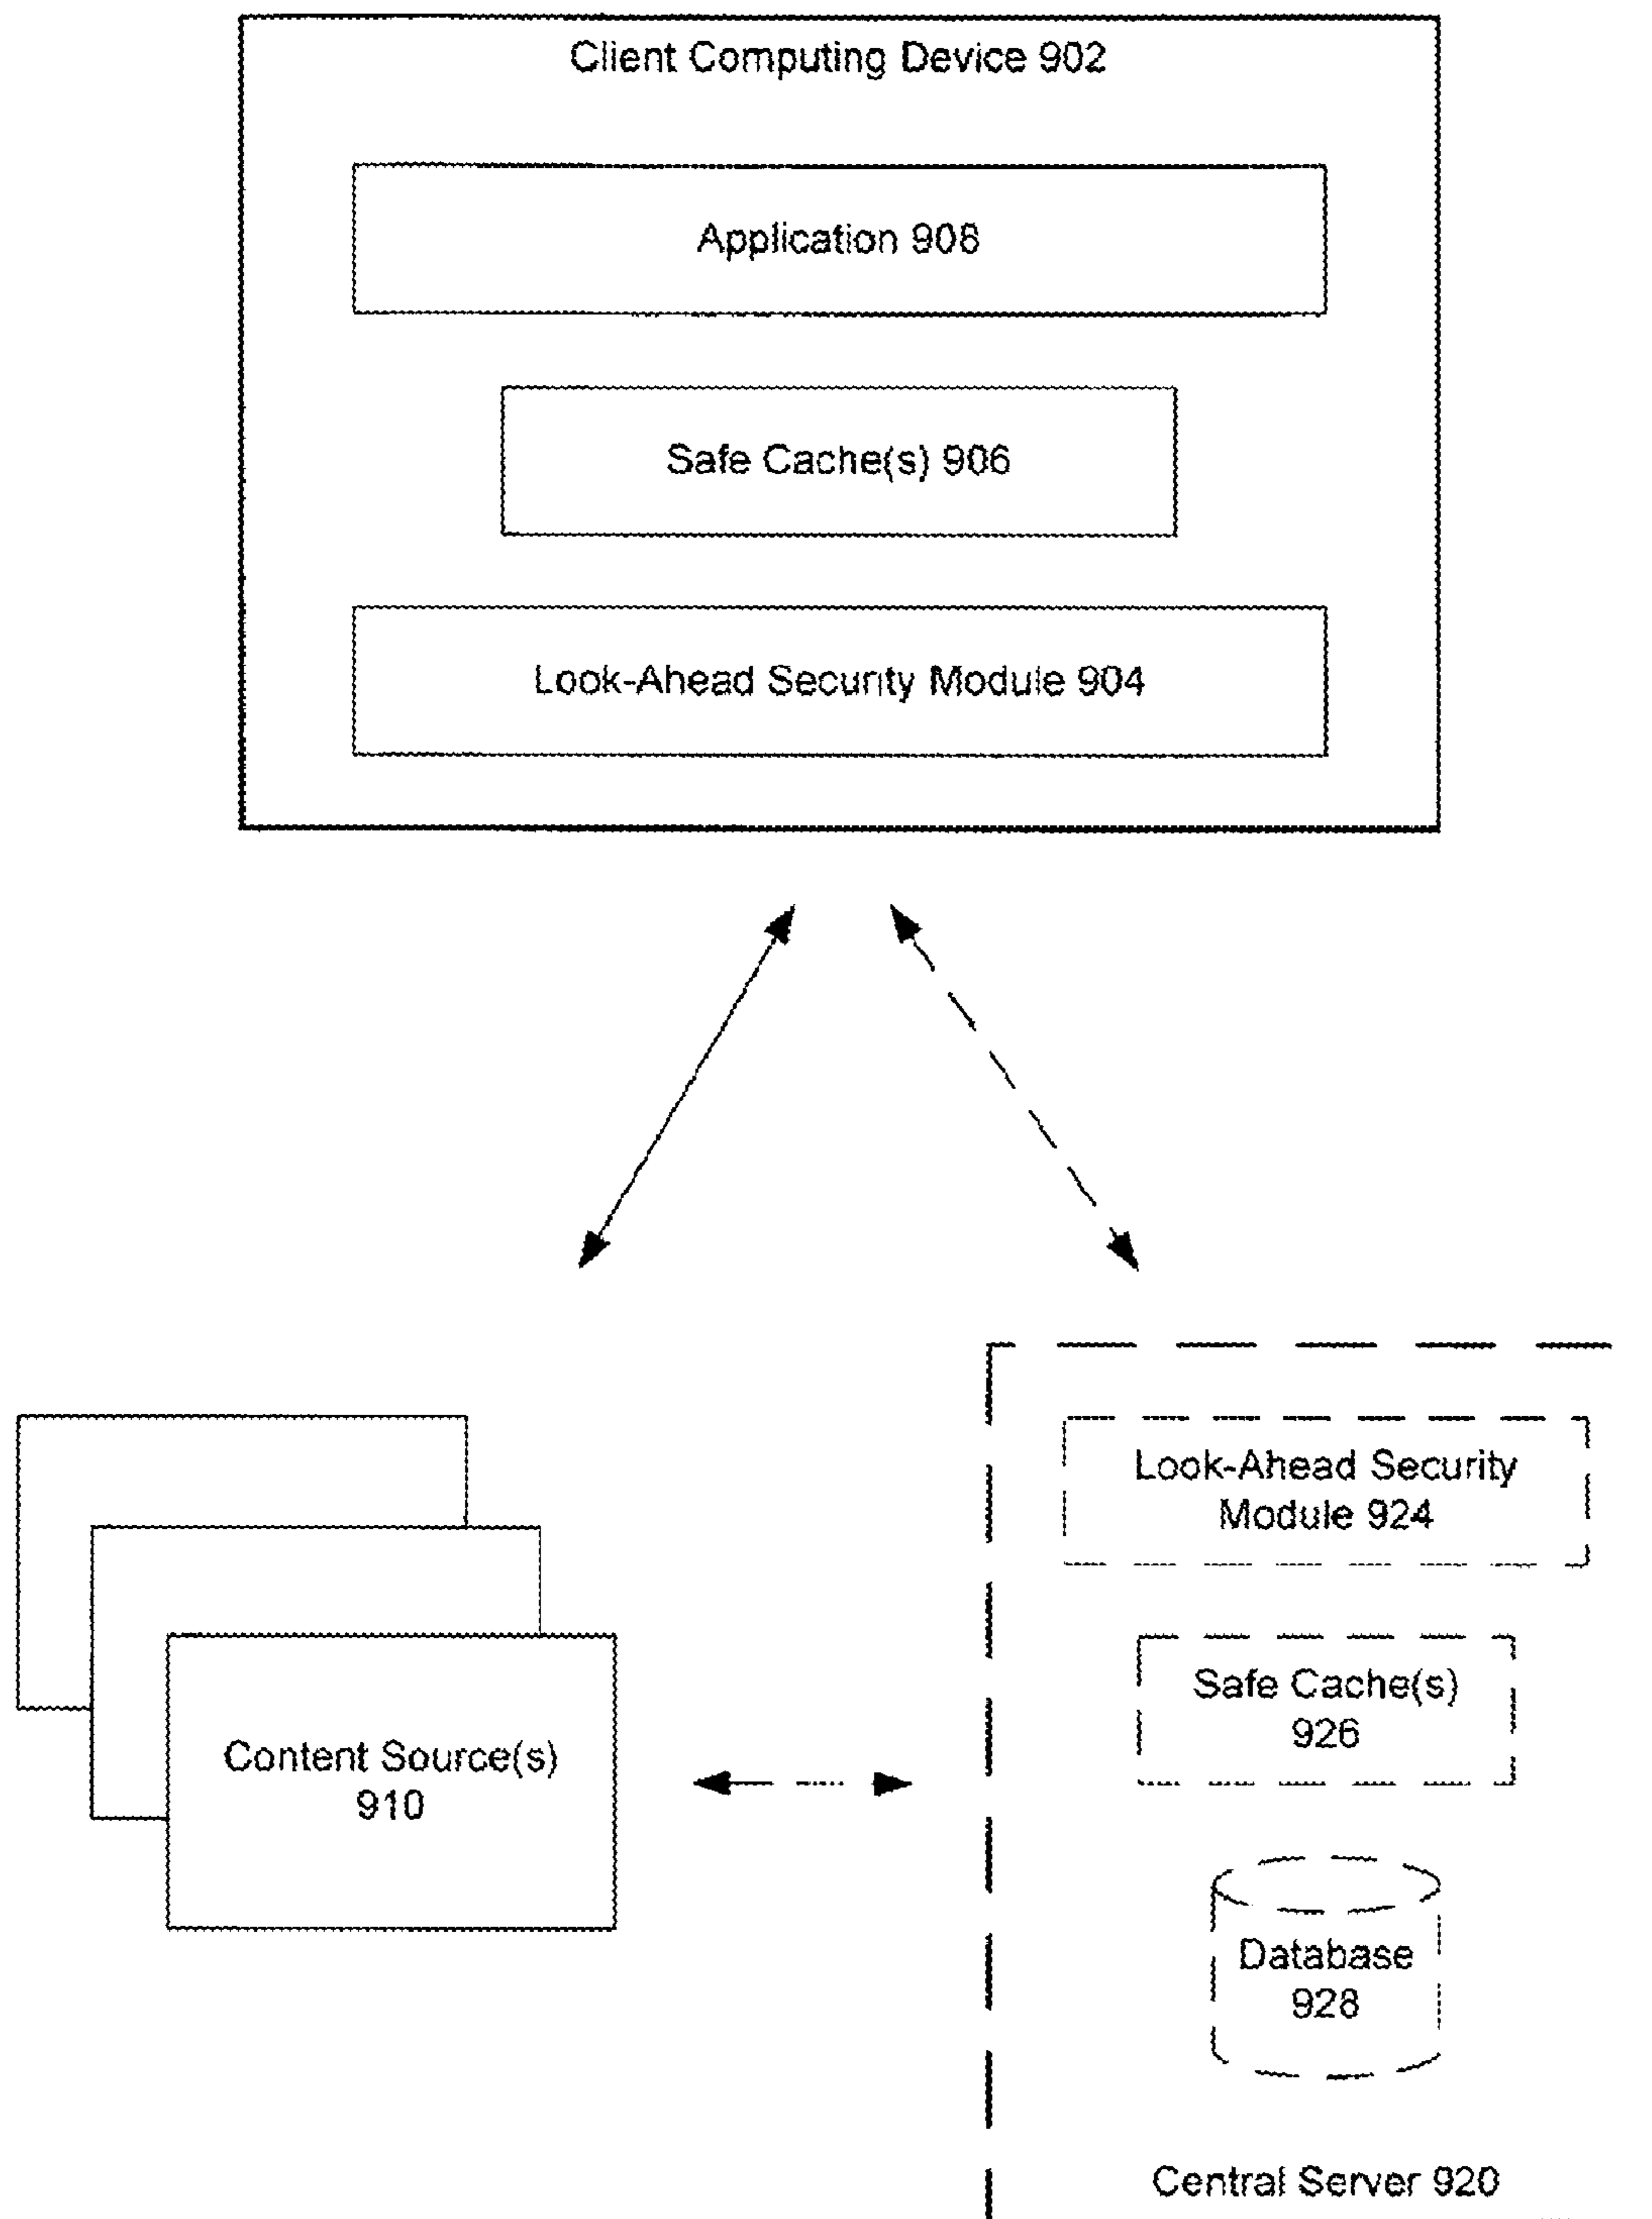 Client Computing Device 902
Application 908
Safe Cache(s) 906
Look-Ahead Security Module 904
Look-Ahead Security
Module 924
Safe Cache(s)
926
Content Source(s)
910
Database
928
Central Server 920